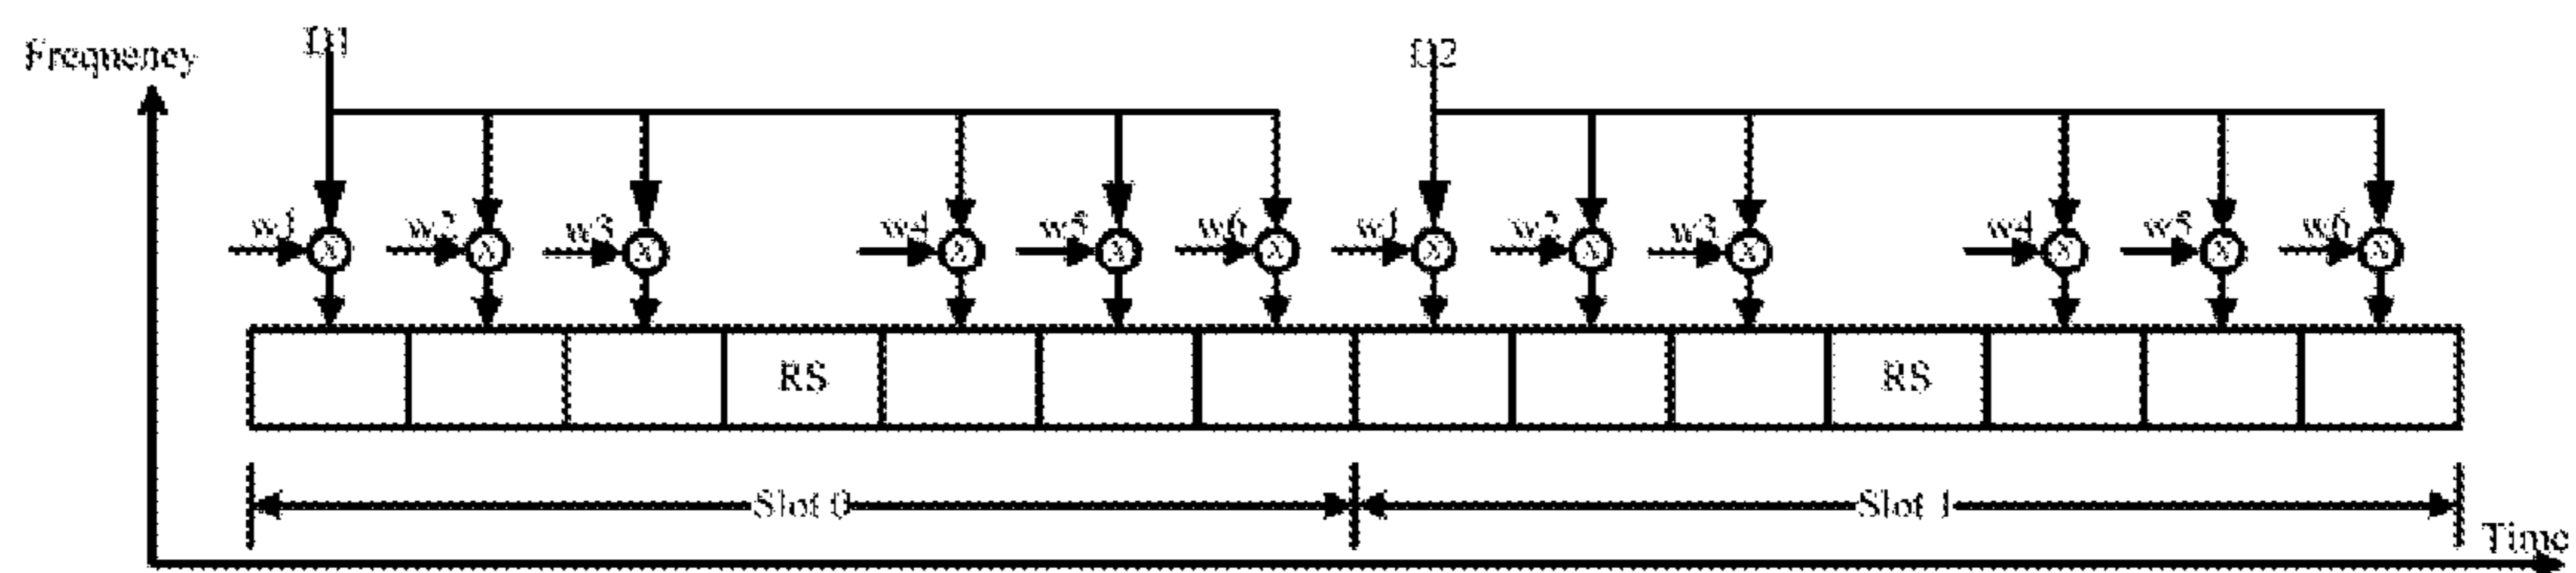 Frequency
D1
D2
w1 w2 w3 w4 w5 w6 w1 w2 w3 w4 w5 w6
x x x x x x x x x x x x
RS RS
Slot 0 Slot 1
Time